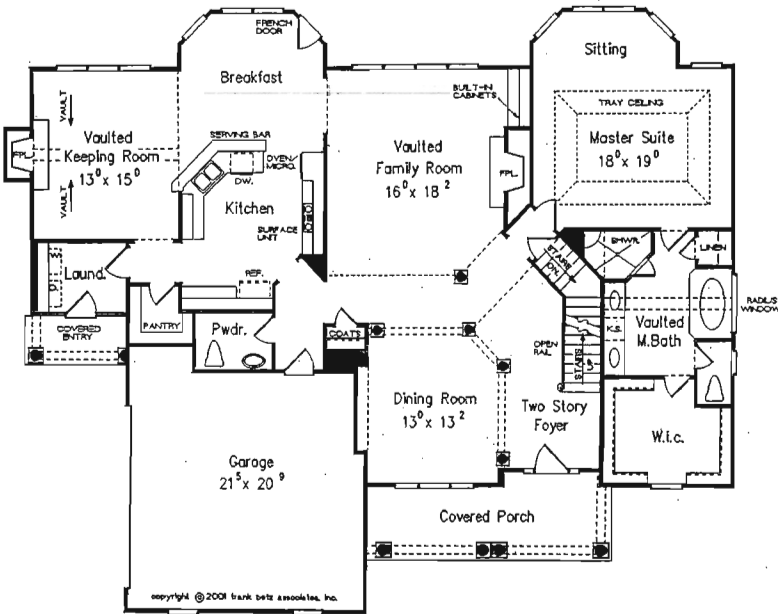 FRENCH
DOOR
Sitting
Breakfast
BUILT-IN
CABINETS
TRAY CEILING
VAULT
Vaulted
Keeping Room
13⁰ x 15⁰
VAULT
FPL.
SERVING BAR
OVEN/
MICRO.
D.W.
Kitchen
SURFACE
UNIT
Vaulted
Family Room
16⁰ x 18²
FPL.
Master Suite
18⁰ x 19⁰
W
Laund.
D
REF.
PANTRY
COVERED
ENTRY
Pwdr.
COATS
STAIRS
DN.
SHWR.
LINEN
RADIUS
WINDOW
K.S.
Vaulted
M.Bath
OPEN
RAIL
STAIRS
Dining Room
13⁰ x 13²
Two Story
Foyer
W.i.c.
Garage
21⁵ x 20⁹
Covered Porch
copyright © 2001 frank betz associates, inc.